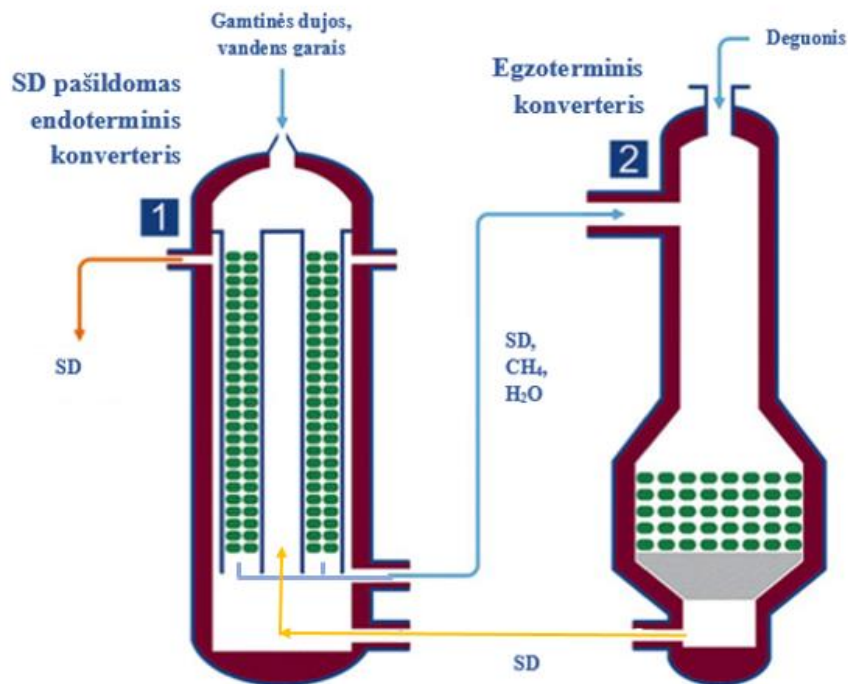 Gamtinės dujos,
vandens garais
Deguonis
SD pašildomas
endoterminis
konverteris
Egzoterminis
konverteris
1
2
SD
SD,
CH₄,
H₂O
SD